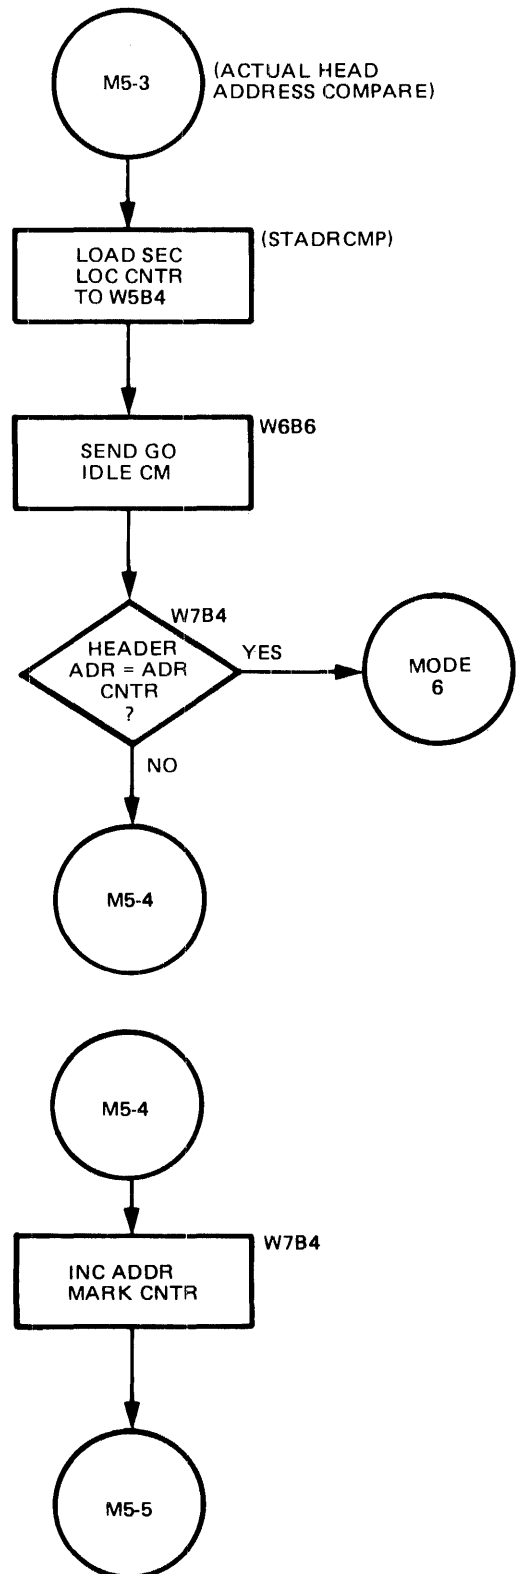 M5-3
(ACTUAL HEAD
ADDRESS COMPARE)
(STADRCMP)
LOAD SEC
LOC CNTR
TO W5B4
W6B6
SEND GO
IDLE CM
W7B4
HEADER
ADR = ADR
CNTR
?
YES
MODE
6
NO
M5-4
M5-4
W7B4
INC ADDR
MARK CNTR
M5-5